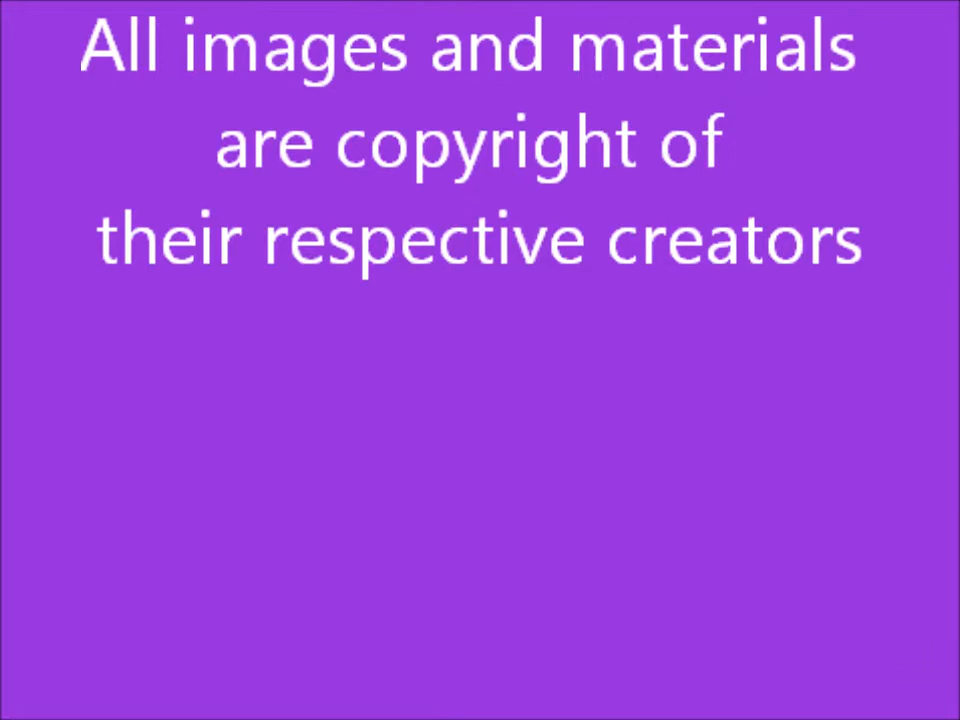 All images and materials
are copyright of
their respective creators